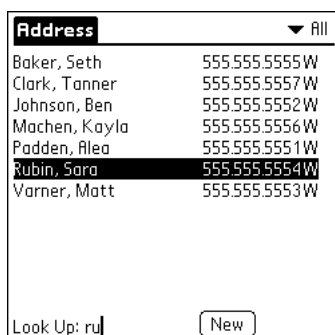 Address All
Baker, Seth 555.555.5555W
Clark, Tanner 555.555.5557W
Johnson, Ben 555.555.5552W
Machen, Kayla 555.555.5556W
Padden, Alea 555.555.5551W
Rubin, Sara 555.555.5554W
Varner, Matt 555.555.5553W
Look Up: ru New